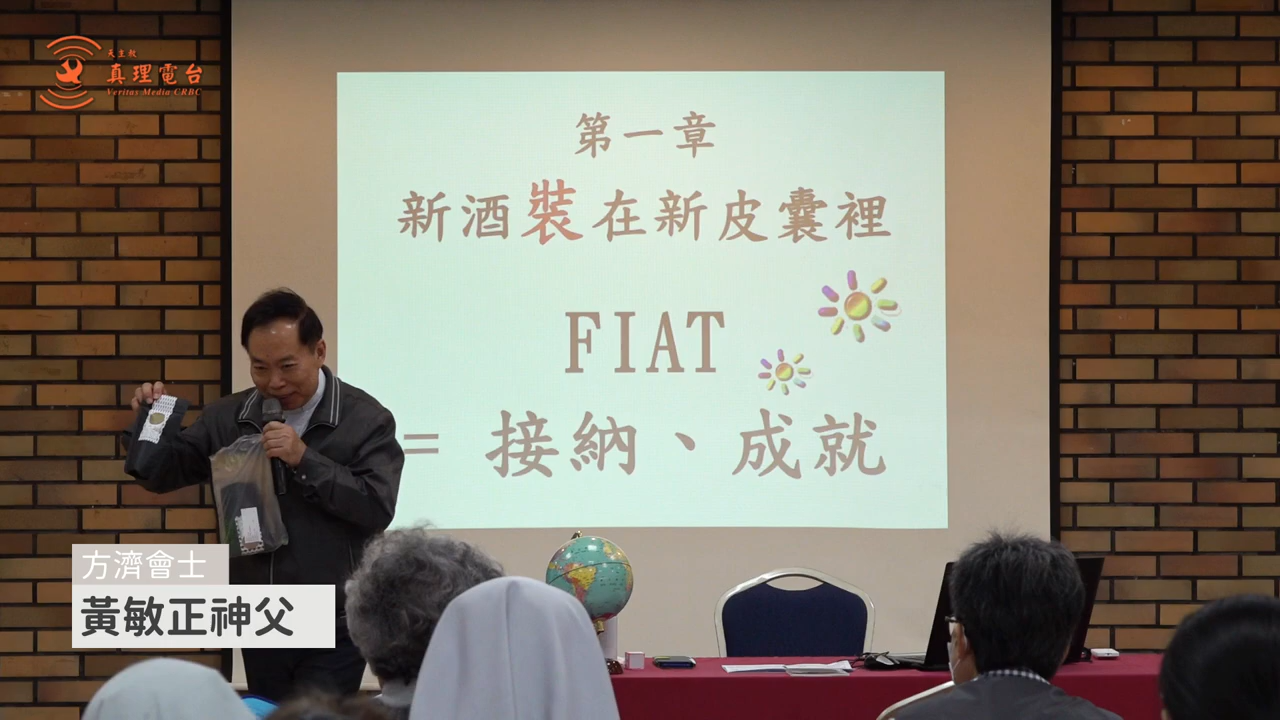 天主教
真理電台
Veritas Media CRBC
第一章
新酒裝在新皮囊裡
FIAT
= 接納、成就
方濟會士
黃敏正神父